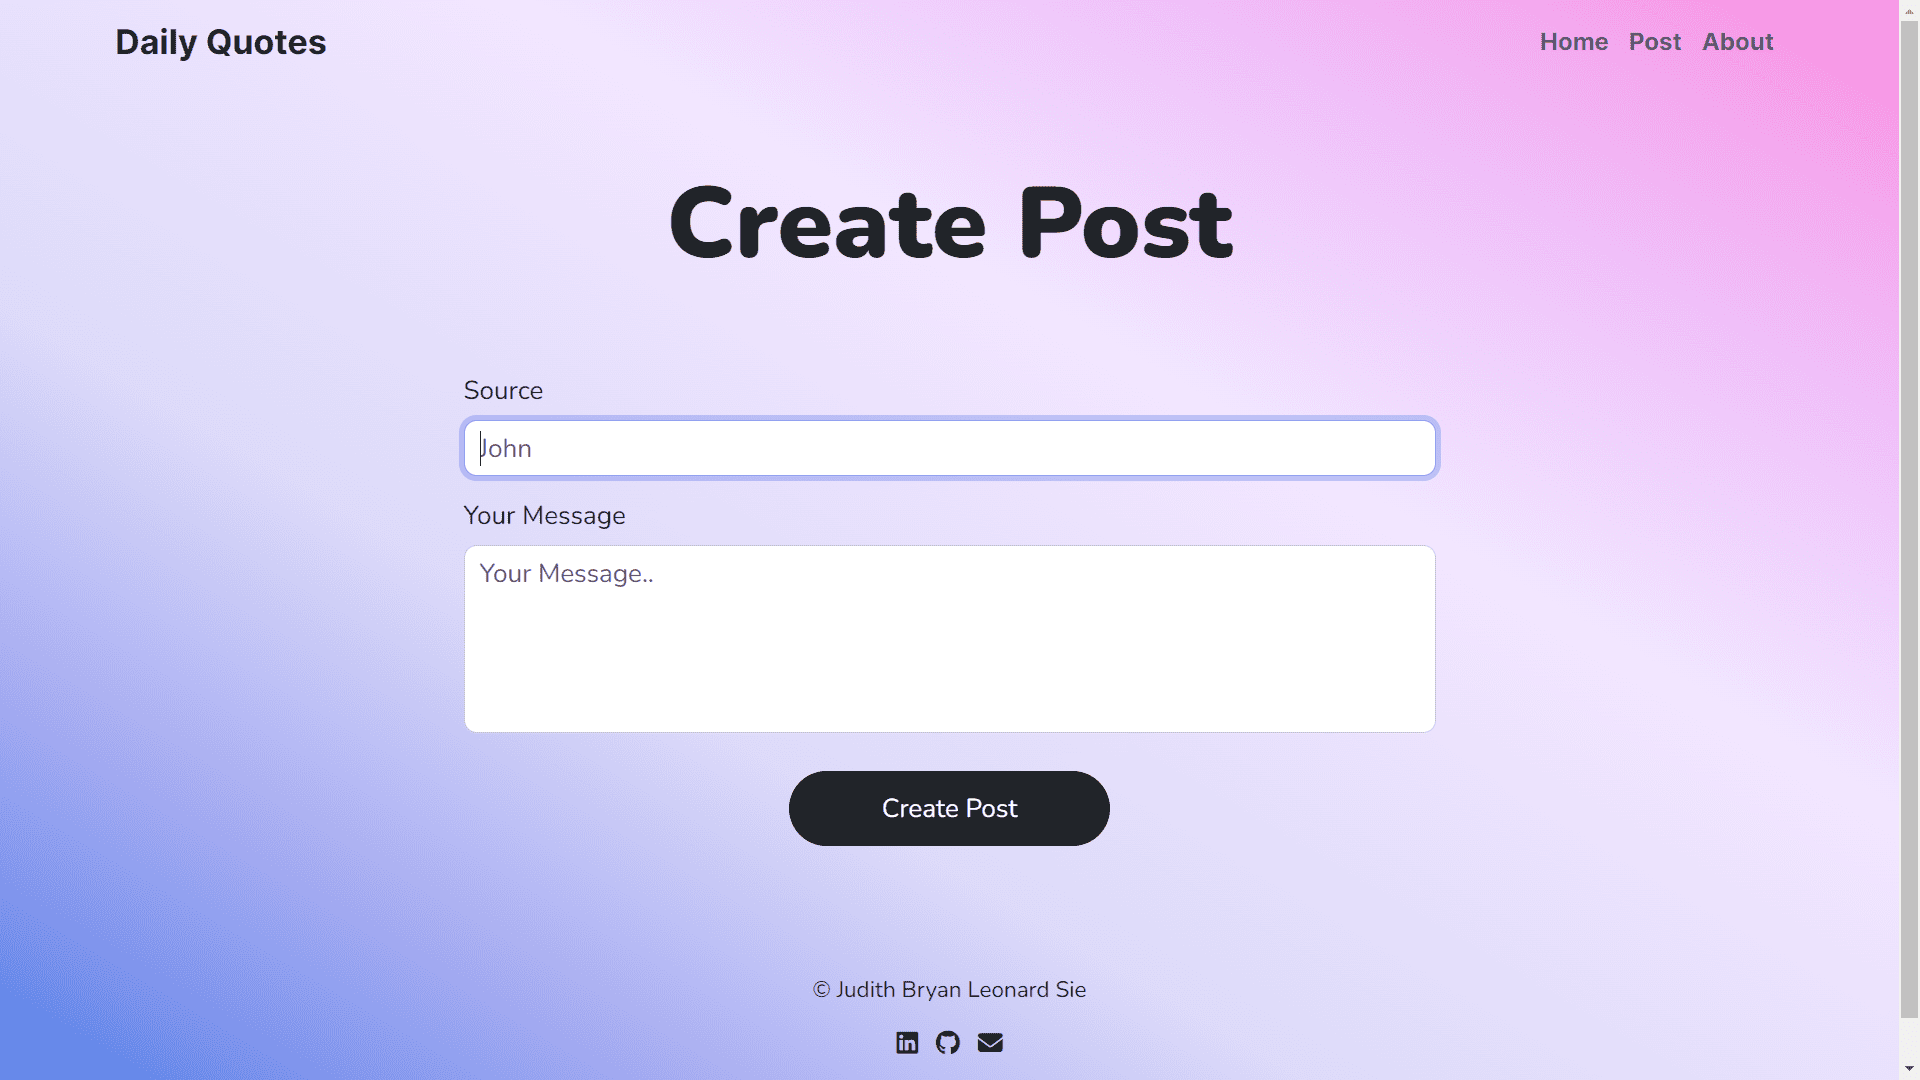 Daily Quotes
Home Post About
Create Post
Source
John
Your Message
Your Message..
Create Post
© Judith Bryan Leonard Sie